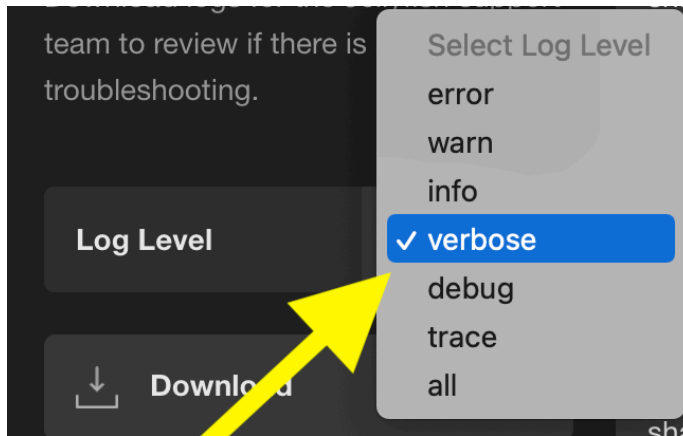 team to review if there is
troubleshooting.
Log Level
Download
Select Log Level
error
warn
info
✓ verbose
debug
trace
all